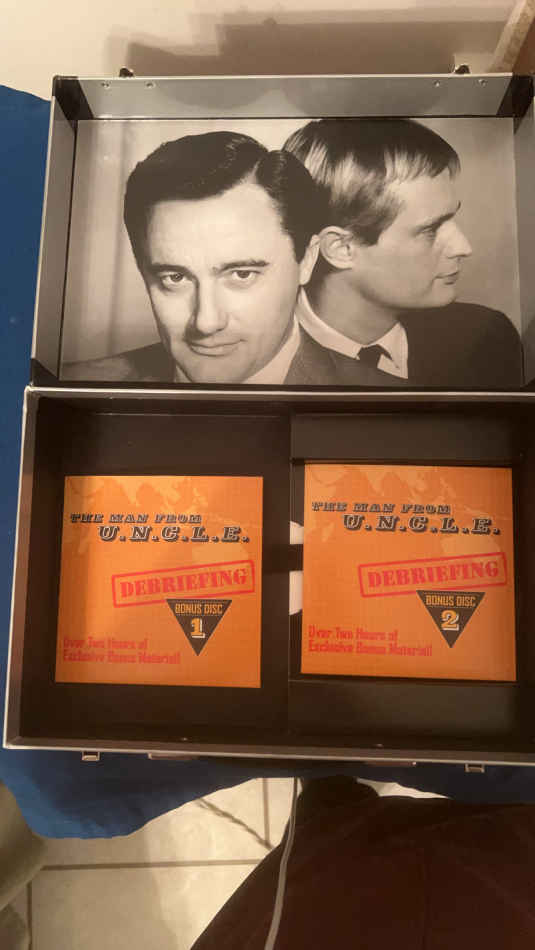 THE MAN FROM
U.N.C.L.E.
DEBRIEFING
BONUS DISC
1
Over Two Hours of
Exclusive Bonus Material!
THE MAN FROM
U.N.C.L.E.
DEBRIEFING
BONUS DISC
2
Over Two Hours of
Exclusive Bonus Material!